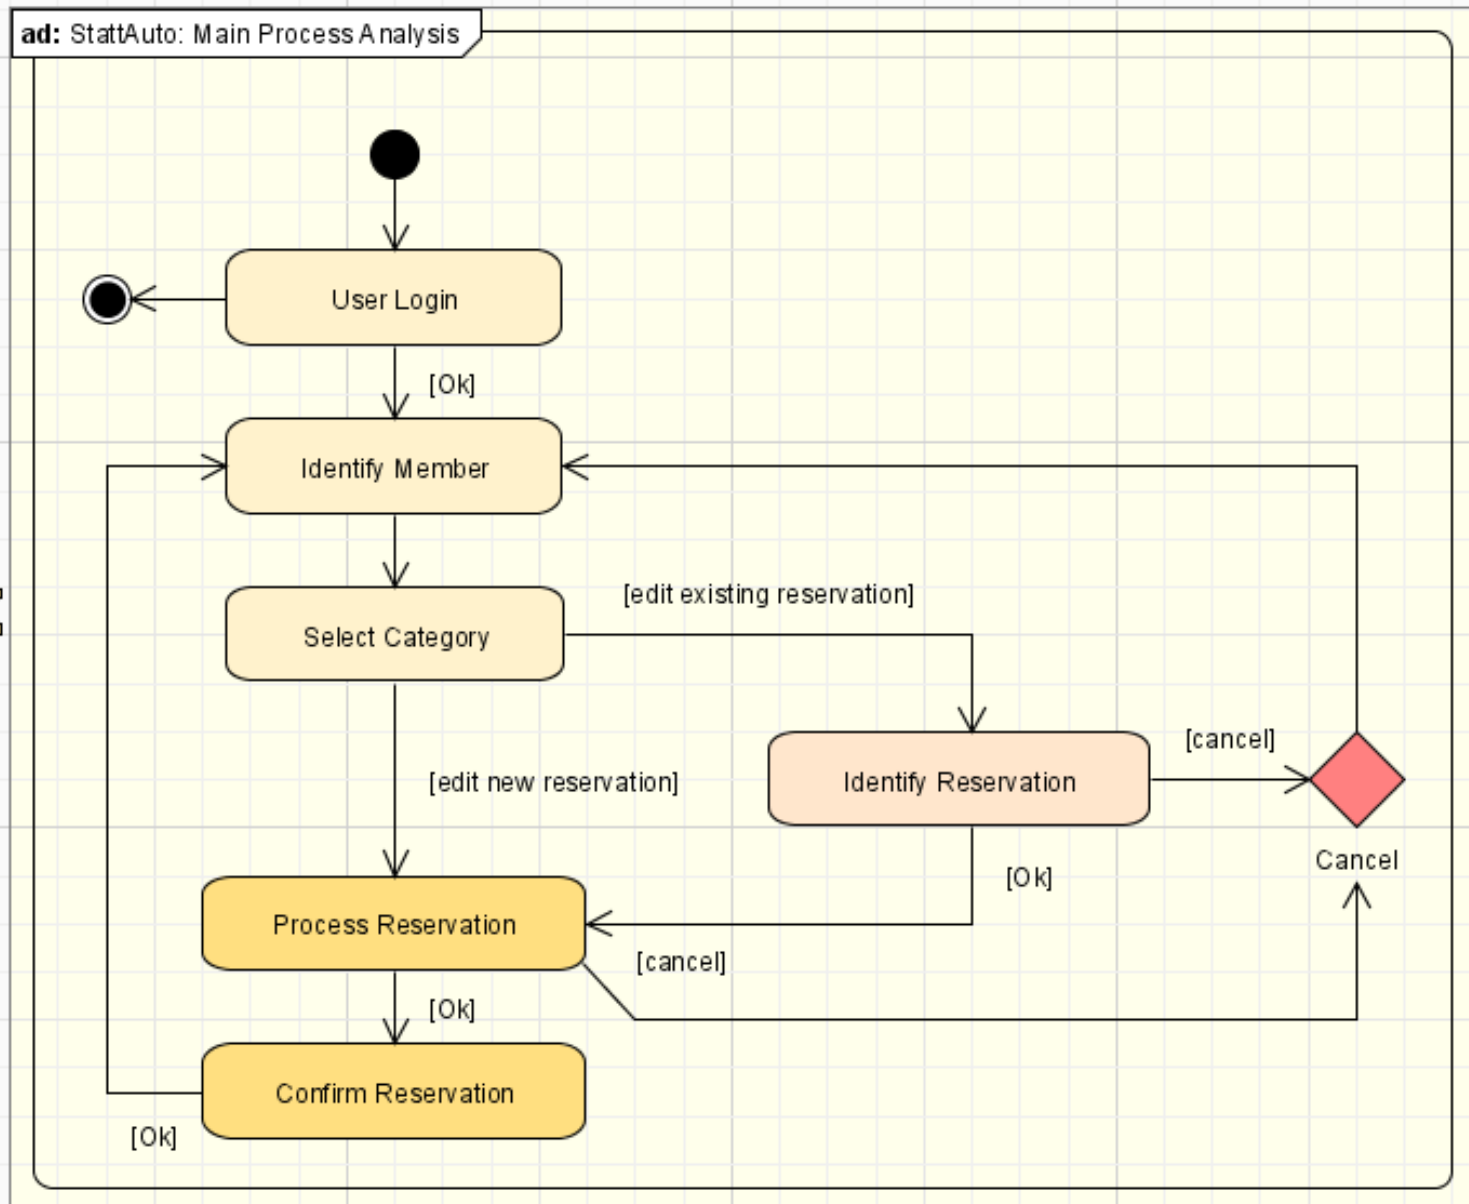 ad: StattAuto: Main Process Analysis
User Login
[Ok]
Identify Member
[edit existing reservation]
Select Category
[cancel]
[edit new reservation]
Identify Reservation
Cancel
[Ok]
Process Reservation
[cancel]
[Ok]
Confirm Reservation
[Ok]